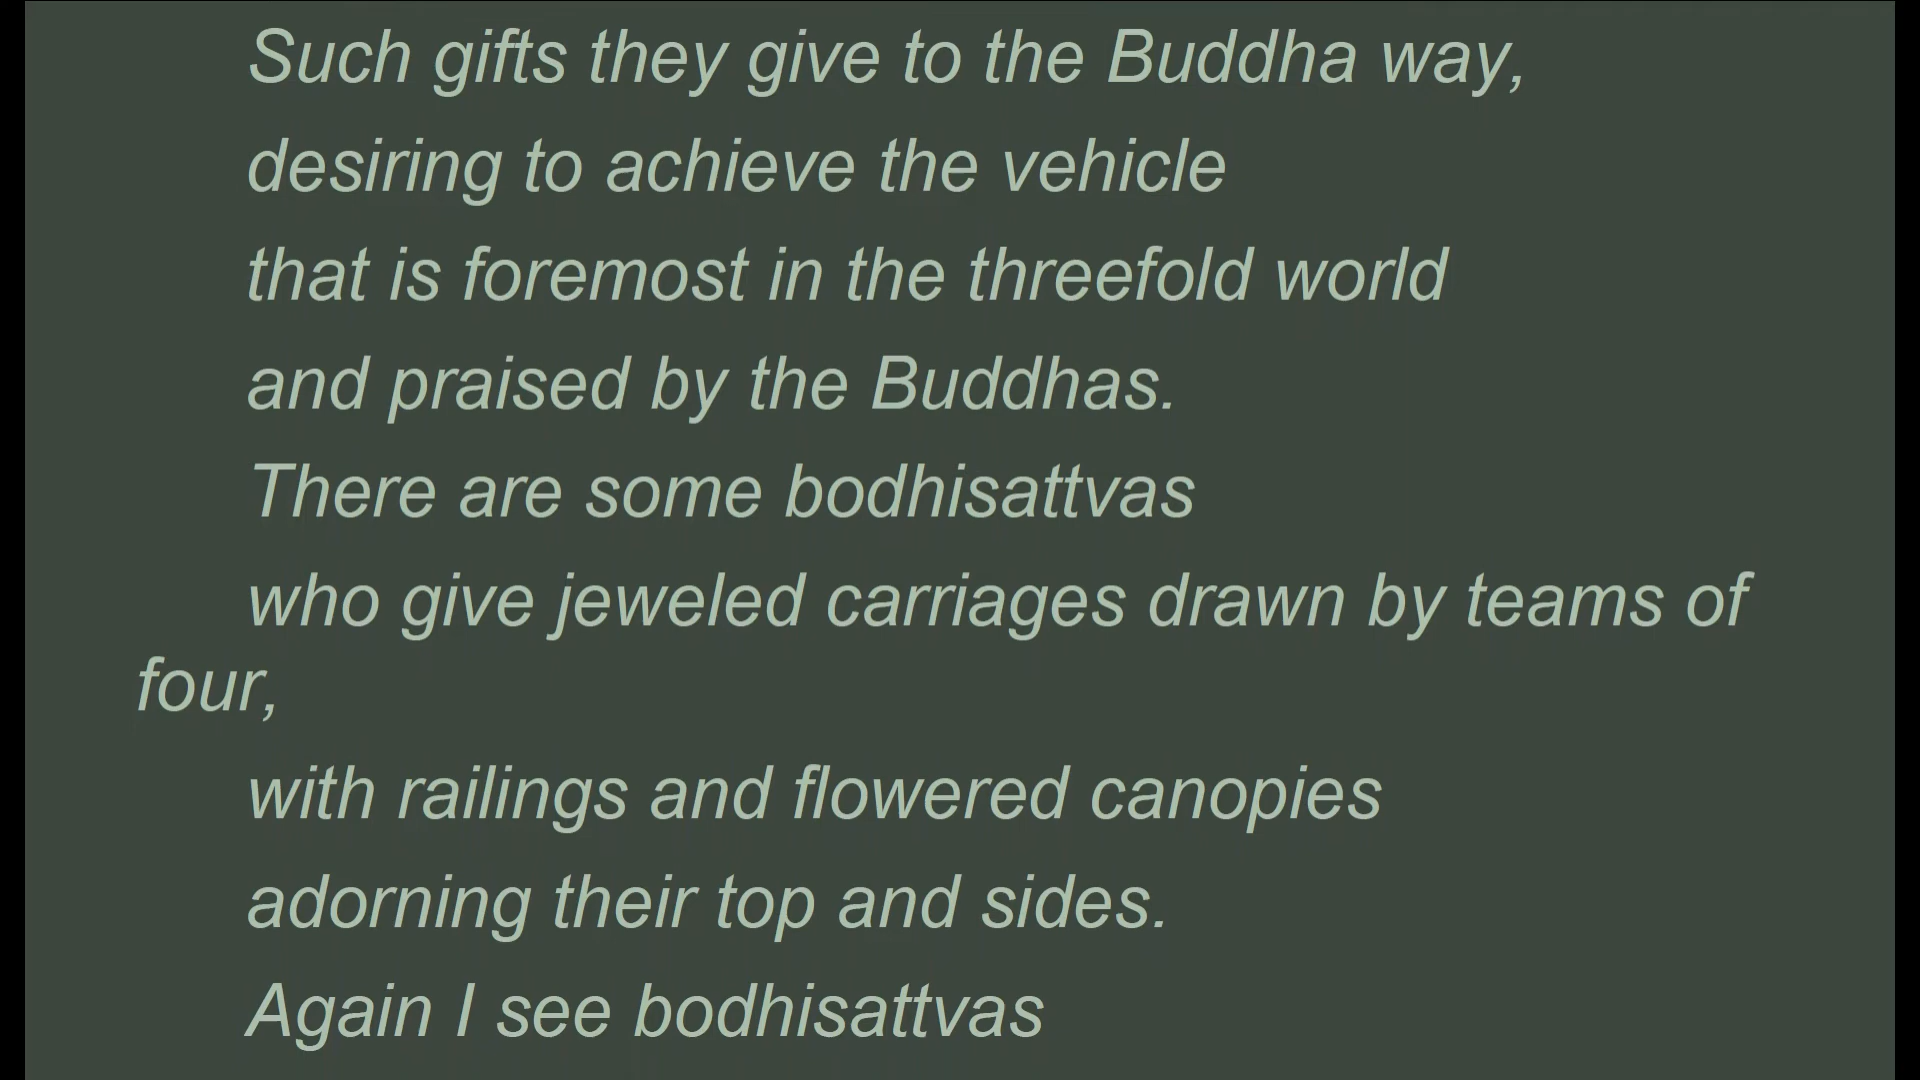 Such gifts they give to the Buddha way,
desiring to achieve the vehicle
that is foremost in the threefold world
and praised by the Buddhas.
There are some bodhisattvas
who give jeweled carriages drawn by teams of
four,
with railings and flowered canopies
adorning their top and sides.
Again I see bodhisattvas